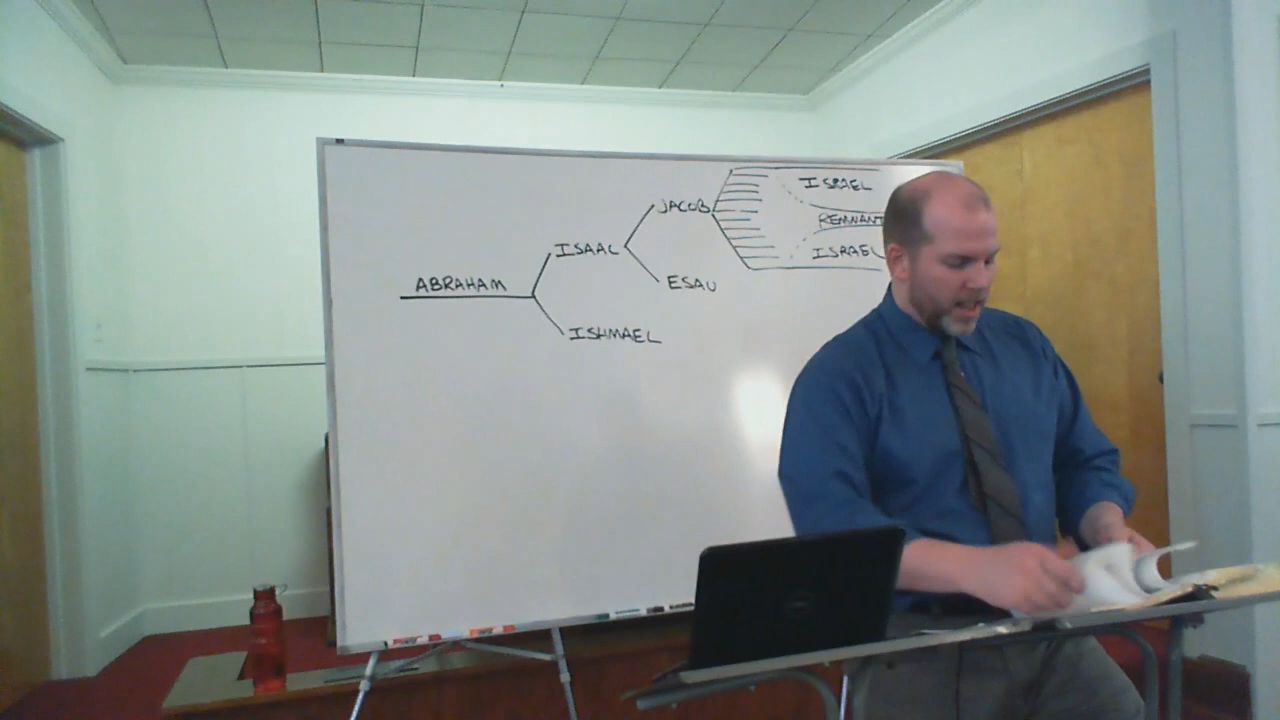 ABRAHAM
ISAAC
ISHMAEL
JACOB
ESAU
ISRAEL
REMNANT
ISRAEL